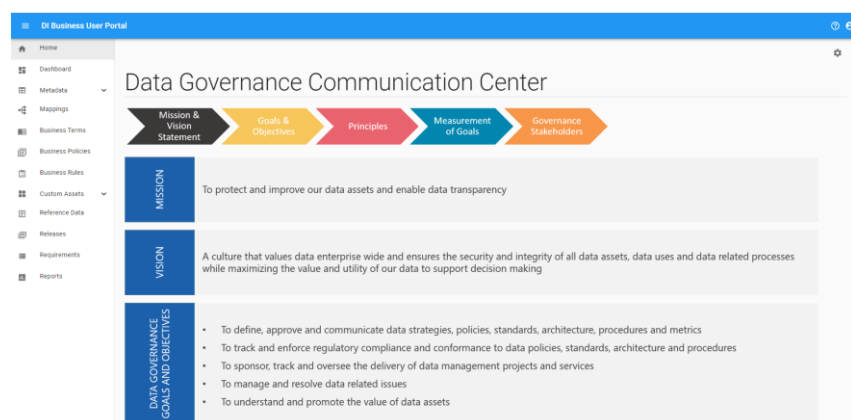 DI Business User Portal
Home
Dashboard
Metadata
Mappings
Business Terms
Business Policies
Business Rules
Custom Assets
Reference Data
Releases
Requirements
Reports
Data Governance Communication Center
Mission &
Vision
Statement
Goals &
Objectives
Principles
Measurement
of Goals
Governance
Stakeholders
MISSION
To protect and improve our data assets and enable data transparency
VISION
A culture that values data enterprise wide and ensures the security and integrity of all data assets, data uses and data related processes
while maximizing the value and utility of our data to support decision making
DATA GOVERNANCE
GOALS AND OBJECTIVES
• To define, approve and communicate data strategies, policies, standards, architecture, procedures and metrics
• To track and enforce regulatory compliance and conformance to data policies, standards, architecture and procedures
• To sponsor, track and oversee the delivery of data management projects and services
• To manage and resolve data related issues
• To understand and promote the value of data assets